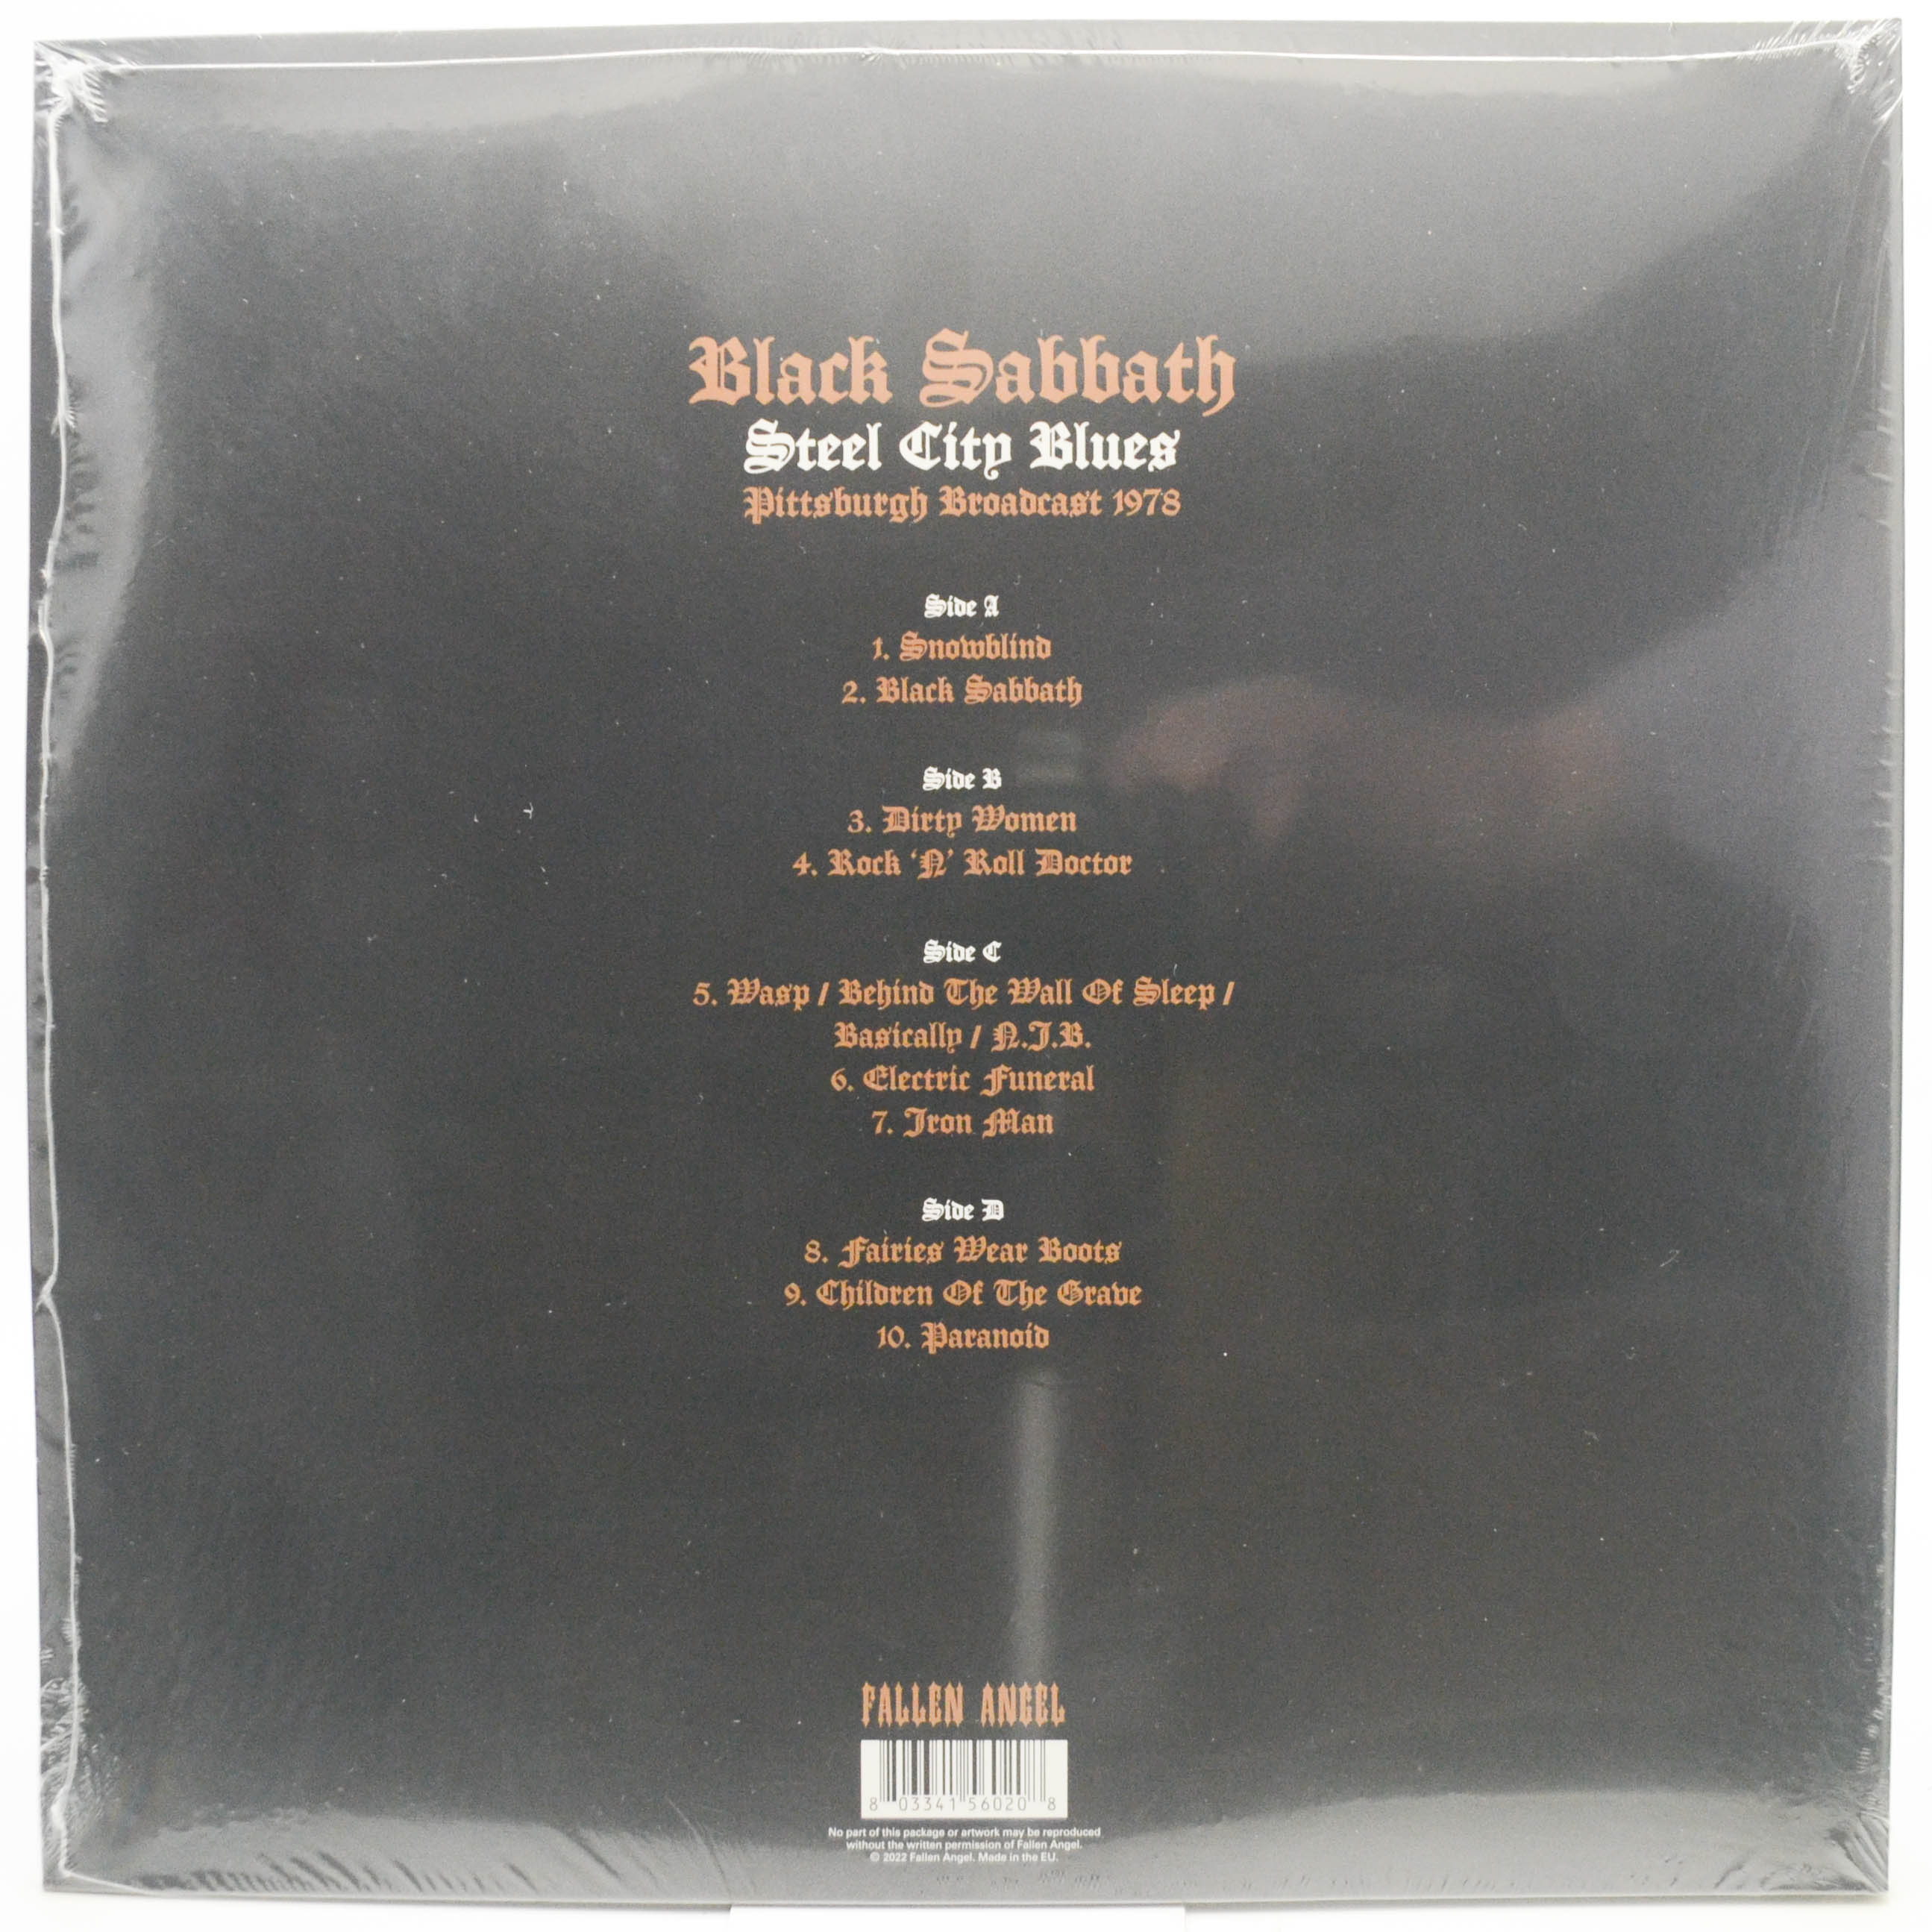 Black Sabbath
Steel City Blues
Pittsburgh Broadcast 1978
Side A
1. Snowblind
2. Black Sabbath
Side B
3. Dirty Women
4. Rock ‘N’ Roll Doctor
Side C
5. Wasp / Behind The Wall Of Sleep /
Basically / N.I.B.
6. Electric Funeral
7. Iron Man
Side D
8. Fairies Wear Boots
9. Children Of The Grave
10. Paranoid
FALLEN ANGEL
8 03341 56020 8
No part of this package or artwork may be reproduced
without the written permission of Fallen Angel.
© 2022 Fallen Angel. Made in the EU.